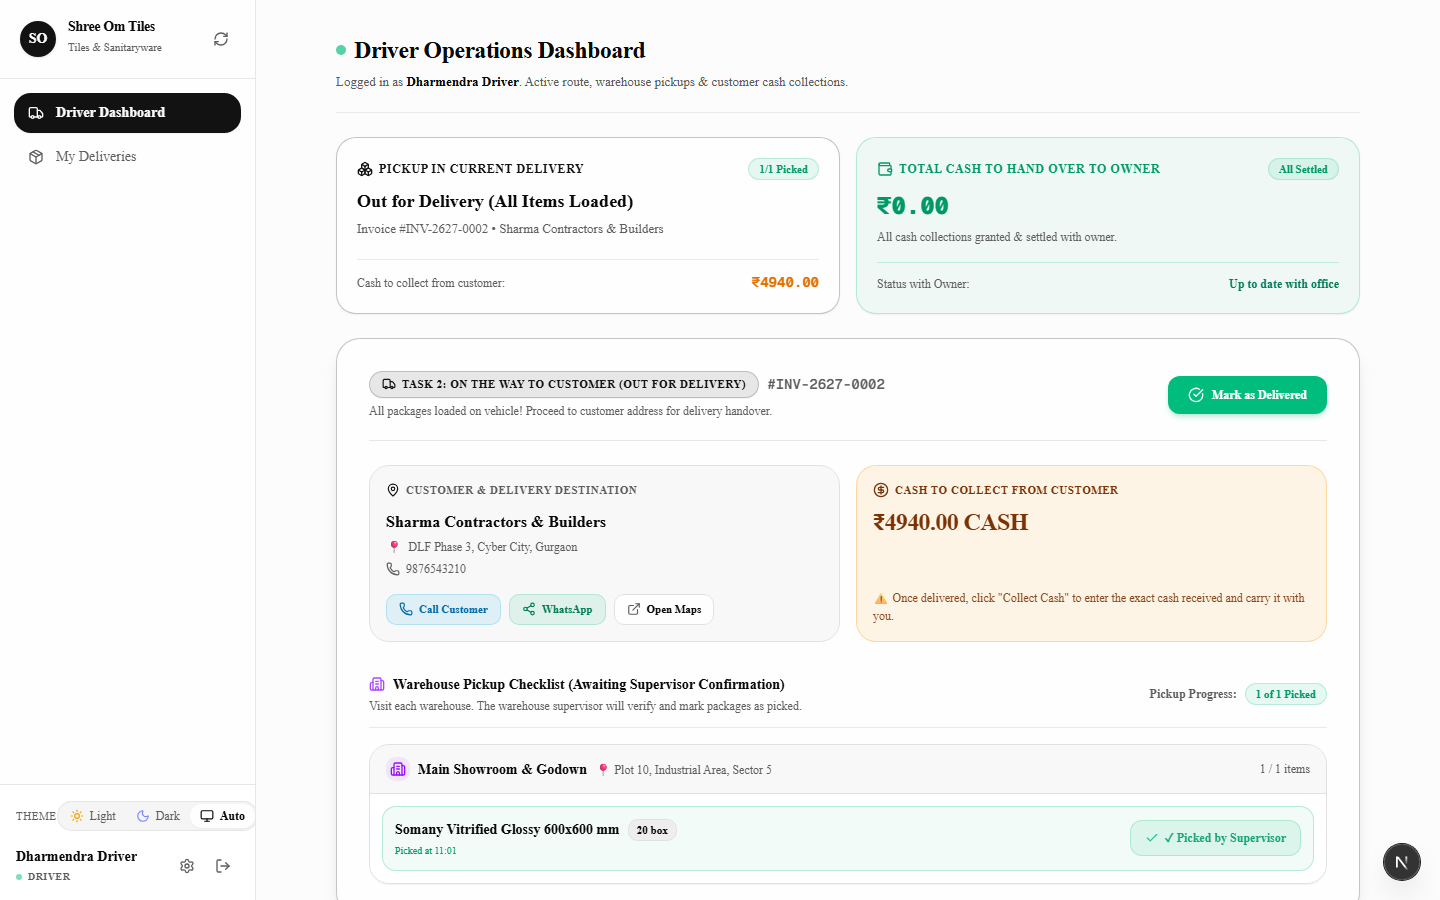 SO
Shree Om Tiles
Tiles & Sanitaryware
Driver Dashboard
My Deliveries
THEME
Light
Dark
Auto
Dharmendra Driver
DRIVER
Driver Operations Dashboard
Logged in as Dharmendra Driver. Active route, warehouse pickups & customer cash collections.
PICKUP IN CURRENT DELIVERY
1/1 Picked
Out for Delivery (All Items Loaded)
Invoice #INV-2627-0002 • Sharma Contractors & Builders
Cash to collect from customer:
₹4940.00
TOTAL CASH TO HAND OVER TO OWNER
All Settled
₹0.00
All cash collections granted & settled with owner.
Status with Owner:
Up to date with office
TASK 2: ON THE WAY TO CUSTOMER (OUT FOR DELIVERY)
#INV-2627-0002
All packages loaded on vehicle! Proceed to customer address for delivery handover.
Mark as Delivered
CUSTOMER & DELIVERY DESTINATION
Sharma Contractors & Builders
📍 DLF Phase 3, Cyber City, Gurgaon
9876543210
Call Customer
WhatsApp
Open Maps
CASH TO COLLECT FROM CUSTOMER
₹4940.00 CASH
⚠️ Once delivered, click "Collect Cash" to enter the exact cash received and carry it with
you.
Warehouse Pickup Checklist (Awaiting Supervisor Confirmation)
Visit each warehouse. The warehouse supervisor will verify and mark packages as picked.
Pickup Progress:
1 of 1 Picked
Main Showroom & Godown
📍 Plot 10, Industrial Area, Sector 5
1 / 1 items
Somany Vitrified Glossy 600x600 mm
20 box
Picked at 11:01
✓ Picked by Supervisor
N